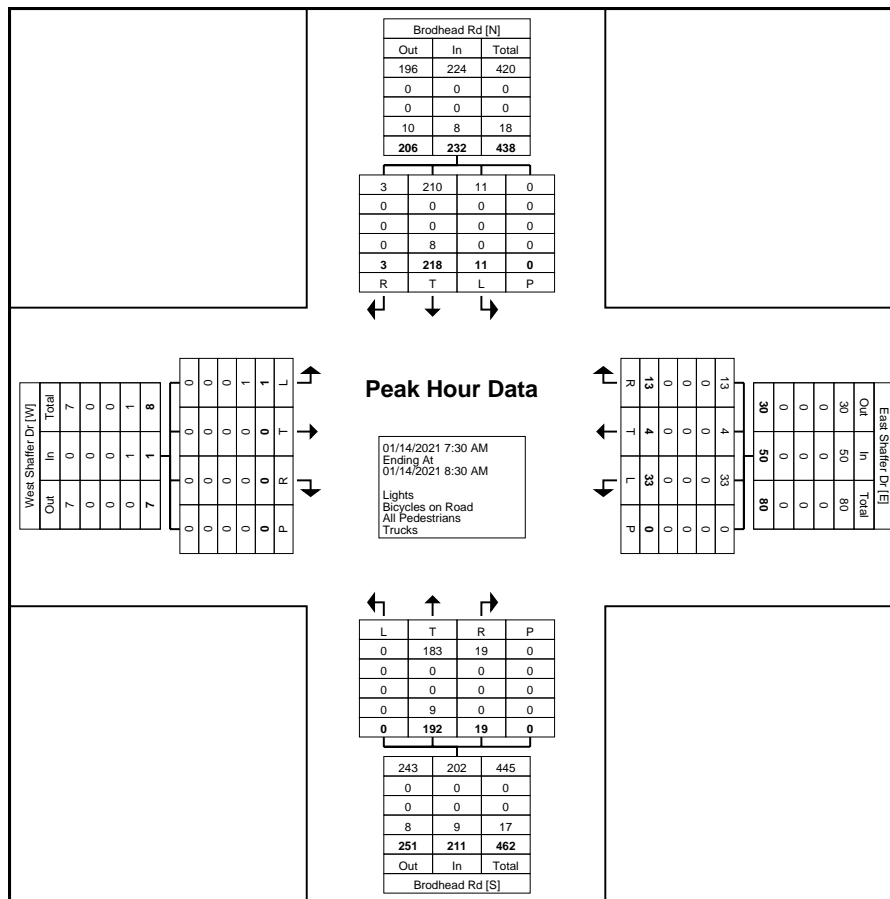 Brodhead Rd [N]
Out In Total
196 224 420
0 0 0
0 0 0
10 8 18
206 232 438
3 210 11 0
0 0 0 0
0 0 0 0
0 8 0 0
3 218 11 0
R T L P
West Shaffer Dr [W]
Out In Total
7 0 7
0 0 0
0 0 0
0 1 1
7 1 8
0 0 0 0
0 0 0 0
0 0 0 0
1 0 0 0
1 0 0 0
L T R P
Peak Hour Data
01/14/2021 7:30 AM
Ending At
01/14/2021 8:30 AM
Lights
Bicycles on Road
All Pedestrians
Trucks
East Shaffer Dr [E]
Out In Total
30 50 80
0 0 0
0 0 0
0 0 0
30 50 80
13 4 33 0
0 0 0 0
0 0 0 0
0 0 0 0
13 4 33 0
R T L P
L T R P
0 183 19 0
0 0 0 0
0 0 0 0
0 9 0 0
0 192 19 0
243 202 445
0 0 0
0 0 0
8 9 17
251 211 462
Out In Total
Brodhead Rd [S]